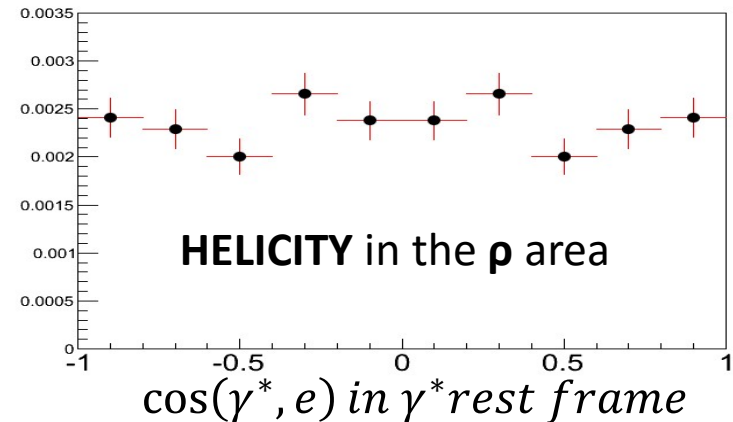 0.0035
0.003
0.0025
0.002
0.0015
0.001
0.0005
0
HELICITY in the ρ area
-1 -0.5 0 0.5 1
cos(γ*, e) in γ*rest frame